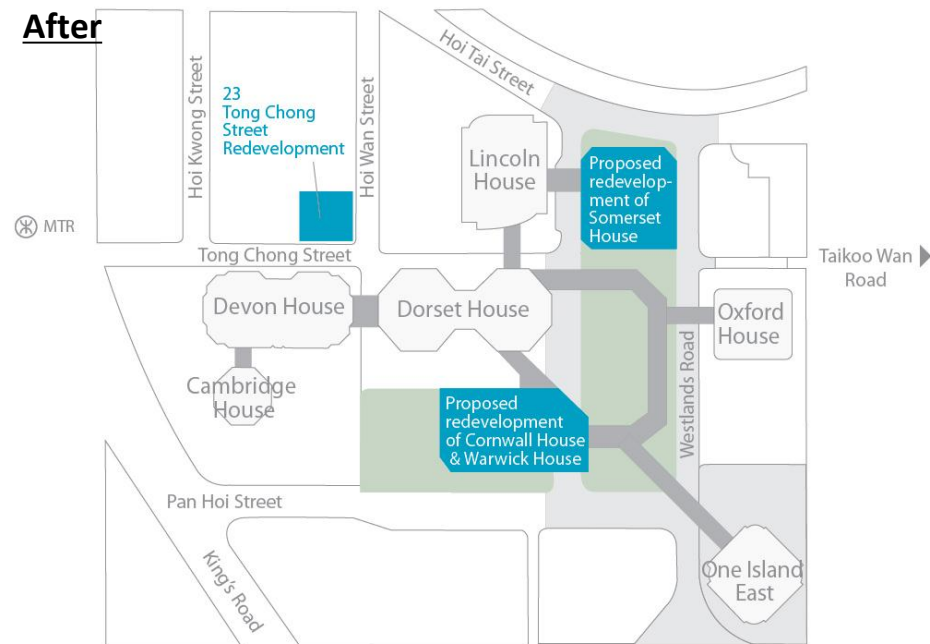 After
Hoi Kwong Street
23
Tong Chong
Street
Redevelopment
Hoi Wan Street
Hoi Tai Street
Lincoln
House
Proposed
redevelop-
ment of
Somerset
House
MTR
Tong Chong Street
Taikoo Wan
Road
Devon House
Dorset House
Oxford
House
Cambridge
House
Westlands Road
Proposed
redevelopment
of Cornwall House
& Warwick House
Pan Hoi Street
King's Road
One Island
East